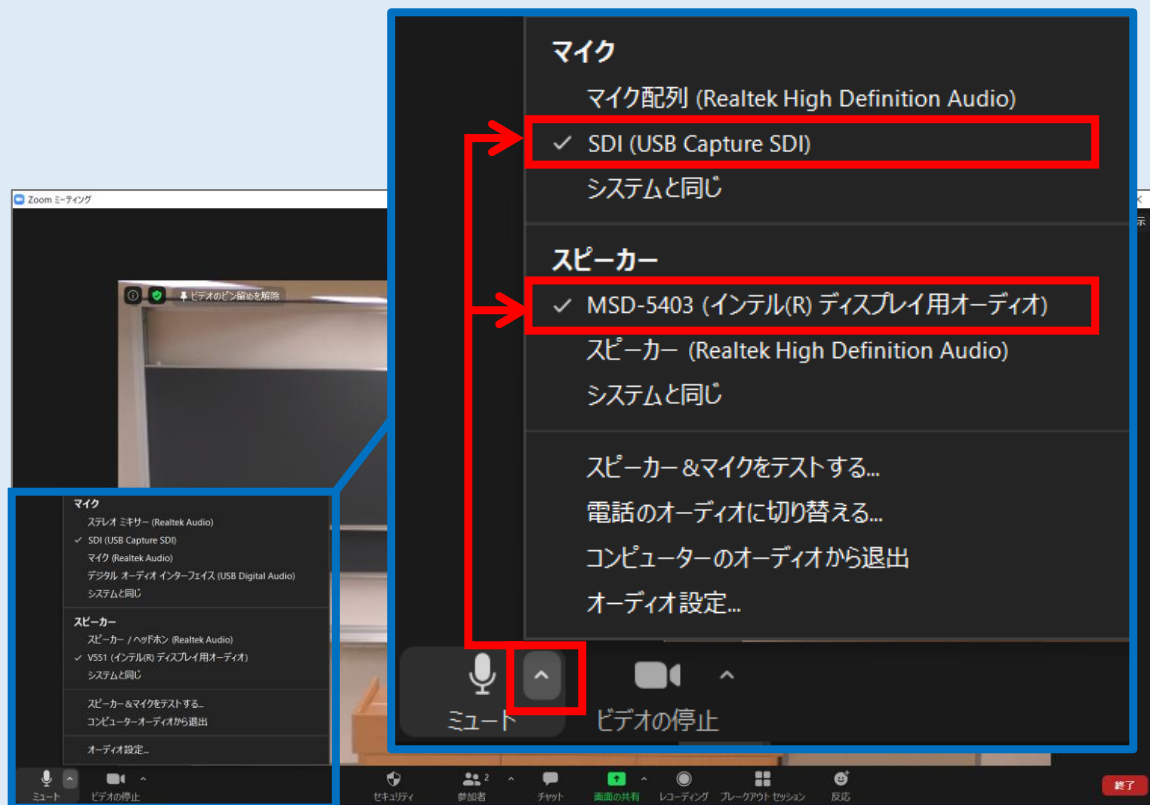 マイク
マイク配列 (Realtek High Definition Audio)
✓ SDI (USB Capture SDI)
システムと同じ
スピーカー
✓ MSD-5403 (インテル(R) ディスプレイ用オーディオ)
スピーカー (Realtek High Definition Audio)
システムと同じ
スピーカー&マイクをテストする...
電話のオーディオに切り替える...
コンピューターのオーディオから退出
オーディオ設定...
ミュート
ビデオの停止
Zoom ミーティング
示
ビデオのピン留めを解除
マイク
ステレオ ミキサー (Realtek Audio)
✓ SDI (USB Capture SDI)
マイク (Realtek Audio)
デジタル オーディオ インターフェイス (USB Digital Audio)
システムと同じ
スピーカー
スピーカー / ヘッドホン (Realtek Audio)
✓ V551 (インテル(R) ディスプレイ用オーディオ)
システムと同じ
スピーカー&マイクをテストする...
コンピューターオーディオから退出
オーディオ設定...
ミュート
ビデオの停止
セキュリティ
2
参加者
チャット
画面の共有
レコーディング
ブレークアウト セッション
反応
終了